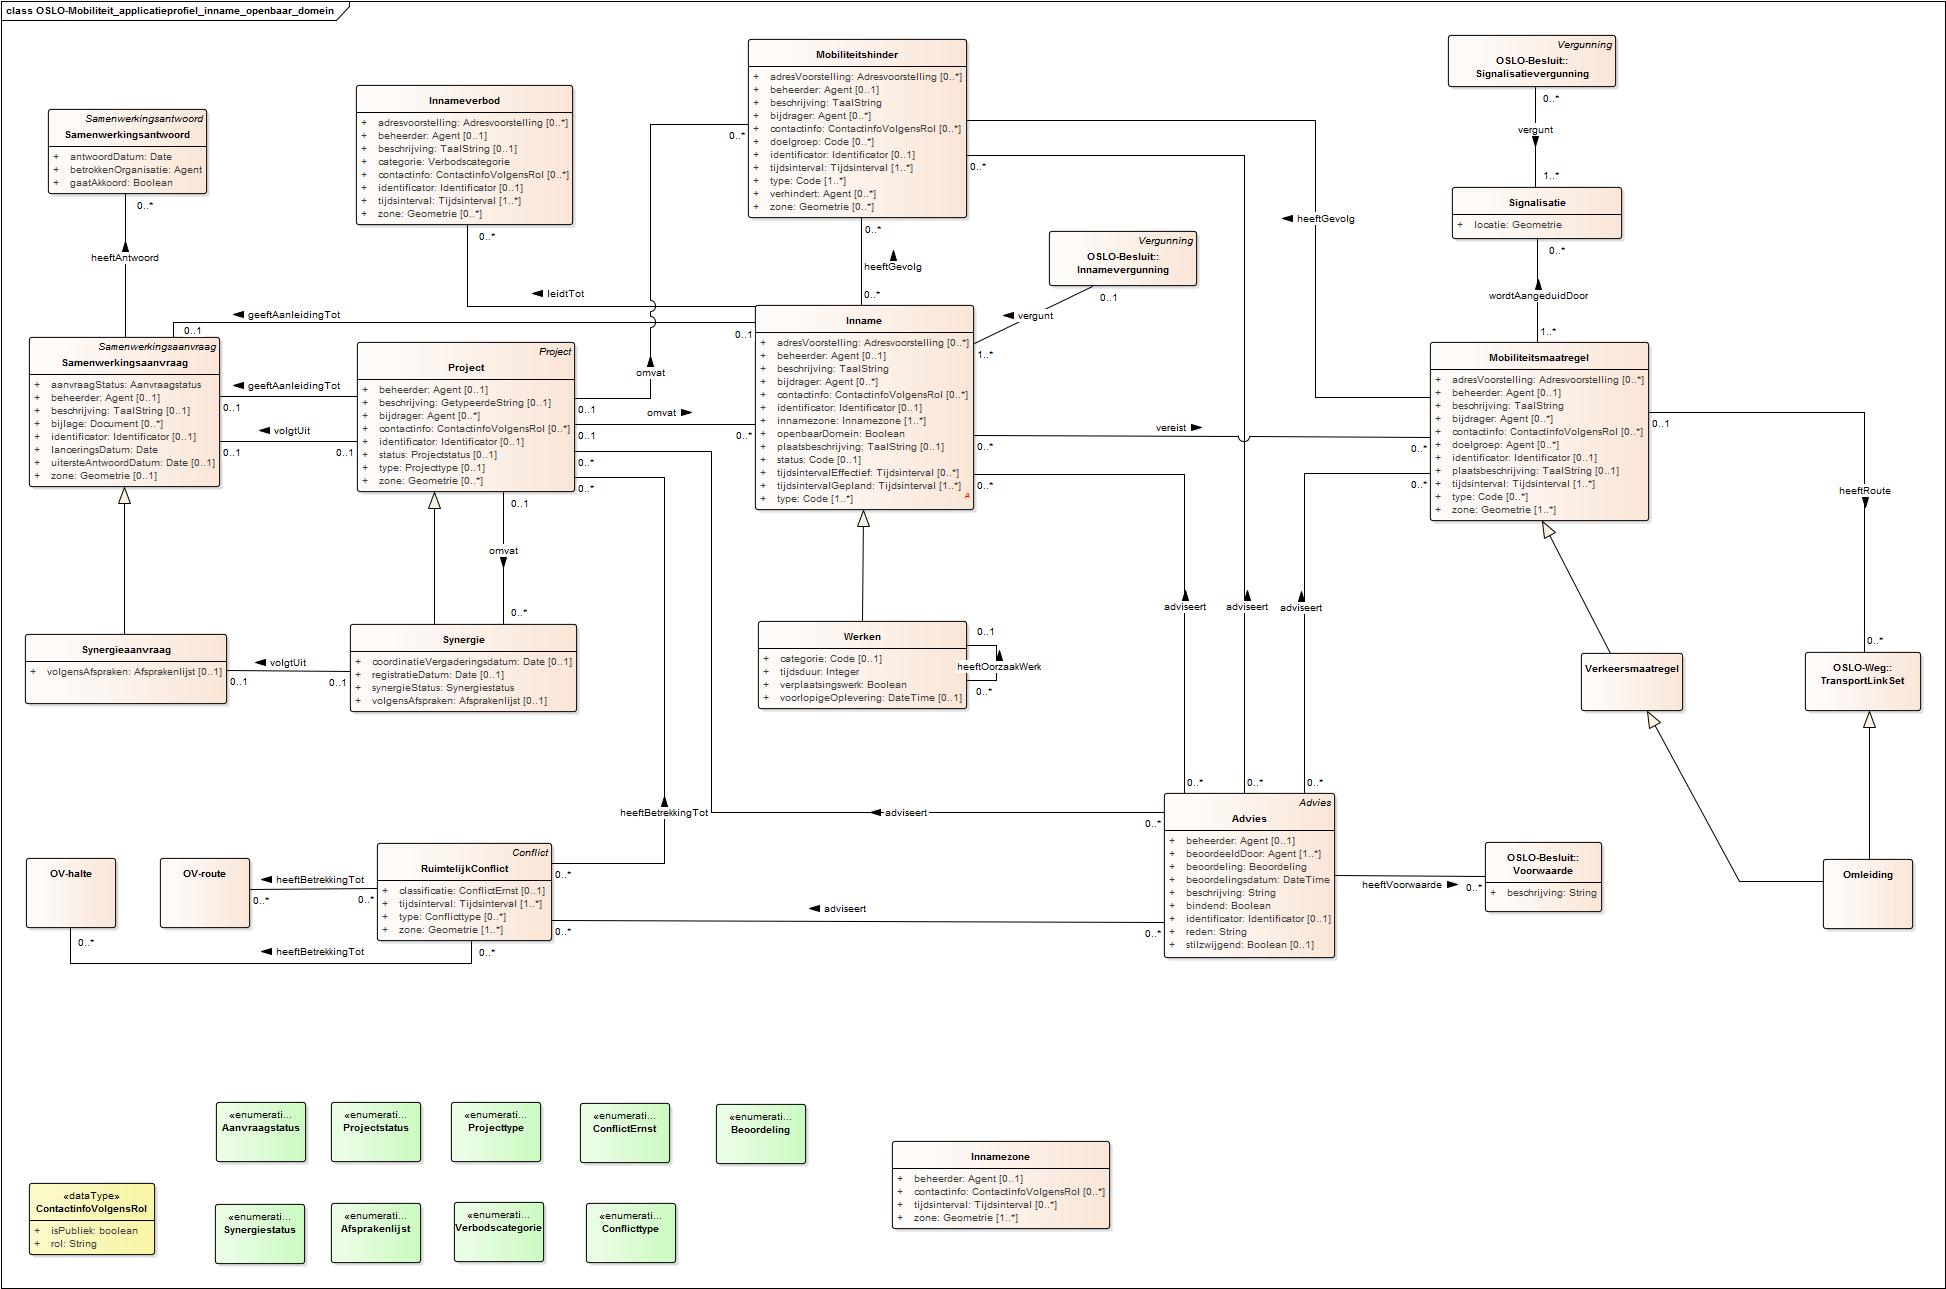 class OSLO-Mobiliteit_applicatieprofiel_inname_openbaar_domein
Samenwerkingsantwoord
Samenwerkingsantwoord
+ antwoordDatum: Date
+ betrokkenOrganisatie: Agent
+ gaatAkkoord: Boolean
0..*
heeftAntwoord
Innameverbod
+ adresvoorstelling: Adresvoorstelling [0..*]
+ beheerder: Agent [0..1]
+ beschrijving: TaalString [0..1]
+ categorie: Verbodscategorie
+ contactinfo: ContactinfoVolgensRol [0..*]
+ identificator: Identificator [0..1]
+ tijdsinterval: Tijdsinterval [1..*]
+ zone: Geometrie [0..*]
0..*
leidtTot
Mobiliteitshinder
+ adresVoorstelling: Adresvoorstelling [0..*]
+ beheerder: Agent [0..1]
+ beschrijving: TaalString
+ bijdrager: Agent [0..*]
+ contactinfo: ContactinfoVolgensRol [0..*]
+ doelgroep: Code [0..*]
+ identificator: Identificator [0..1]
+ tijdsinterval: Tijdsinterval [1..*]
+ type: Code [1..*]
+ verhindert: Agent [0..*]
+ zone: Geometrie [0..*]
0..*
0..*
0..*
heeftGevolg
0..*
Vergunning
OSLO-Besluit::
Innamevergunning
0..1
vergunt
1..*
heeftGevolg
Vergunning
OSLO-Besluit::
Signalisatievergunning
0..*
vergunt
1..*
Signalisatie
+ locatie: Geometrie
0..*
wordtAangeduidDoor
1..*
geeftAanleidingTot
0..1
0..1
Samenwerkingsaanvraag
Samenwerkingsaanvraag
+ aanvraagStatus: Aanvraagstatus
+ beheerder: Agent [0..1]
+ beschrijving: TaalString [0..1]
+ bijlage: Document [0..*]
+ identificator: Identificator [0..1]
+ lanceringsDatum: Date
+ uitersteAntwoordDatum: Date [0..1]
+ zone: Geometrie [0..1]
geeftAanleidingTot
0..1
volgtUit
0..1
0..1
Project
Project
+ beheerder: Agent [0..1]
+ beschrijving: GetypeerdeString [0..1]
+ bijdrager: Agent [0..*]
+ contactinfo: ContactinfoVolgensRol [0..*]
+ identificator: Identificator [0..1]
+ status: Projectstatus [0..1]
+ type: Projecttype [0..1]
+ zone: Geometrie [0..*]
omvat
0..1
omvat
0..1
0..*
0..*
0..*
0..1
omvat
0..*
Inname
+ adresVoorstelling: Adresvoorstelling [0..*]
+ beheerder: Agent [0..1]
+ beschrijving: TaalString
+ bijdrager: Agent [0..*]
+ contactinfo: ContactinfoVolgensRol [0..*]
+ identificator: Identificator [0..1]
+ innamezone: Innamezone [0..*]
+ openbaarDomein: Boolean
+ plaatsbeschrijving: TaalString [0..1]
+ status: Code [0..1]
+ tijdsintervalEffectief: Tijdsinterval [0..*]
+ tijdsintervalGepland: Tijdsinterval [1..*]
+ type: Code [1..*]
A
0..*
vereist
0..*
0..*
0..*
Mobiliteitsmaatregel
+ adresVoorstelling: Adresvoorstelling [0..*]
+ beheerder: Agent [0..1]
+ beschrijving: TaalString
+ bijdrager: Agent [0..1]
+ contactinfo: ContactinfoVolgensRol [0..*]
+ doelgroep: Agent [0..*]
+ identificator: Identificator [0..1]
+ plaatsbeschrijving: TaalString [0..1]
+ tijdsinterval: Tijdsinterval [1..*]
+ type: Code [0..*]
+ zone: Geometrie [1..*]
0..1
heeftRoute
0..*
Synergieaanvraag
+ volgensAfspraken: Afsprakenlijst [0..1]
volgtUit
0..1
0..1
Synergie
+ coordinatieVergaderingsdatum: Date [0..1]
+ registratieDatum: Date [0..1]
+ synergieStatus: Synergiestatus
+ volgensAfspraken: Afsprakenlijst [0..1]
Werken
+ categorie: Code [0..1]
+ tijdsduur: Integer
+ verplaatsingswerk: Boolean
+ voorlopigeOplevering: DateTime [0..1]
0..1
heeftOorzaakWerk
0..*
adviseert
adviseert
adviseert
0..*
0..*
0..*
Verkeersmaatregel
OSLO-Weg::
TransportLinkSet
heeftBetrekkingTot
adviseert
0..*
Advies
Advies
+ beheerder: Agent [0..1]
+ beoordeeldDoor: Agent [1..*]
+ beoordeling: Beoordeling
+ beoordelingsdatum: DateTime
+ beschrijving: String
+ bindend: Boolean
+ identificator: Identificator [0..1]
+ reden: String
+ stilzwijgend: Boolean [0..1]
heeftVoorwaarde
0..*
OSLO-Besluit::
Voorwaarde
+ beschrijving: String
Omleiding
OV-halte
0..*
OV-route
heeftBetrekkingTot
0..*
0..*
heeftBetrekkingTot
Conflict
RuimtelijkConflict
+ classificatie: ConflictErnst [0..1]
+ tijdsinterval: Tijdsinterval [1..*]
+ type: Conflicttype [0..*]
+ zone: Geometrie [1..*]
0..*
0..*
0..*
adviseert
0..*
«enumerati...
Aanvraagstatus
«enumerati...
Projectstatus
«enumerati...
Projecttype
«enumerati...
ConflictErnst
«enumerati...
Beoordeling
Innamezone
+ beheerder: Agent [0..1]
+ contactinfo: ContactinfoVolgensRol [0..*]
+ tijdsinterval: Tijdsinterval [0..*]
+ zone: Geometrie [1..*]
«dataType»
ContactinfoVolgensRol
+ isPubliek: boolean
+ rol: String
«enumerati...
Synergiestatus
«enumerati...
Afsprakenlijst
«enumerati...
Verbodscategorie
«enumerati...
Conflicttype